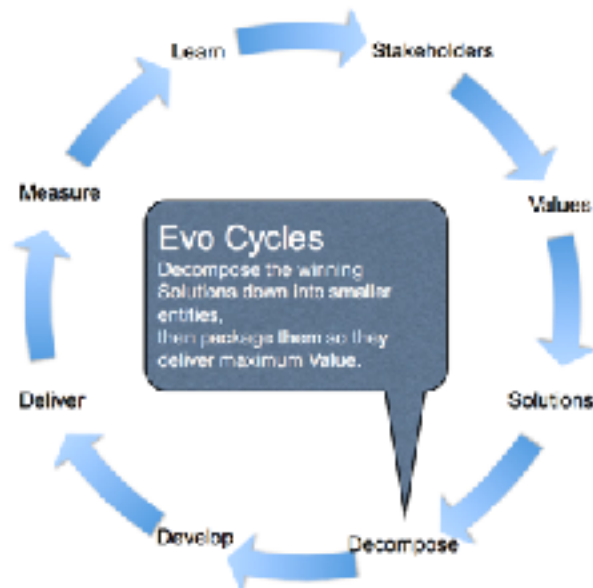 Learn
Stakeholders
Measure
Values
Evo Cycles
Decompose the winning
Solutions down into smaller
entities,
then package them so they
deliver maximum Value.
Deliver
Solutions
Develop
Decompose